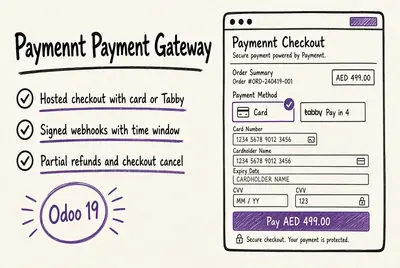 Paymennt Payment Gateway
Hosted checkout with card or Tabby
Signed webhooks with time window
Partial refunds and checkout cancel
Odoo 19
Paymennt Checkout
Secure payment powered by Paymennt.
Order Summary
Order #ORD-240419-001
AED 499.00
Payment Method
Card
tabby Pay in 4
Card Number
1234 5678 9012 3456
Cardholder Name
1234 5678 9012 3456
Expiry Date
CARDHOLDER NAME
CVV
CVV
MM / YY
123
Pay AED 499.00
Secure checkout. Your payment is protected.